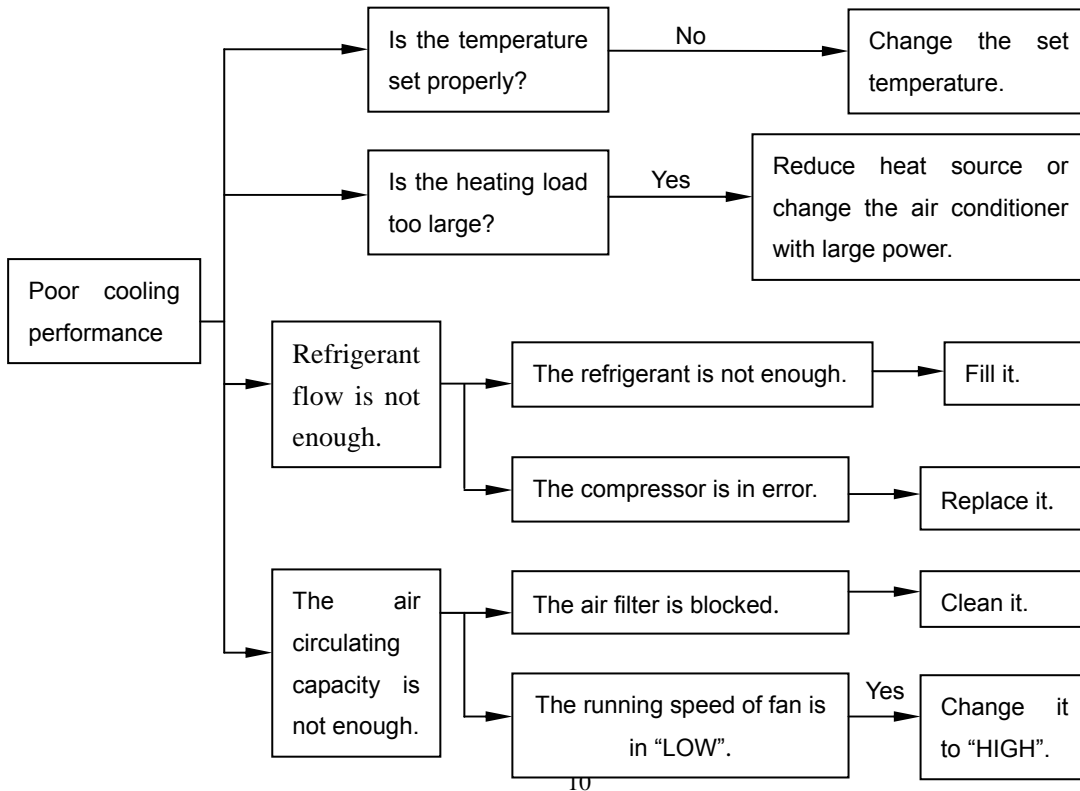 Is the temperature
set properly?
No
Change the set
temperature.
Is the heating load
too large?
Yes
Reduce heat source or
change the air conditioner
with large power.
Poor cooling
performance
Refrigerant
flow is not
enough.
The refrigerant is not enough.
Fill it.
The compressor is in error.
Replace it.
The air
circulating
capacity is
not enough.
The air filter is blocked.
Clean it.
The running speed of fan is
in “LOW”.
Yes
Change it
to “HIGH”.
10